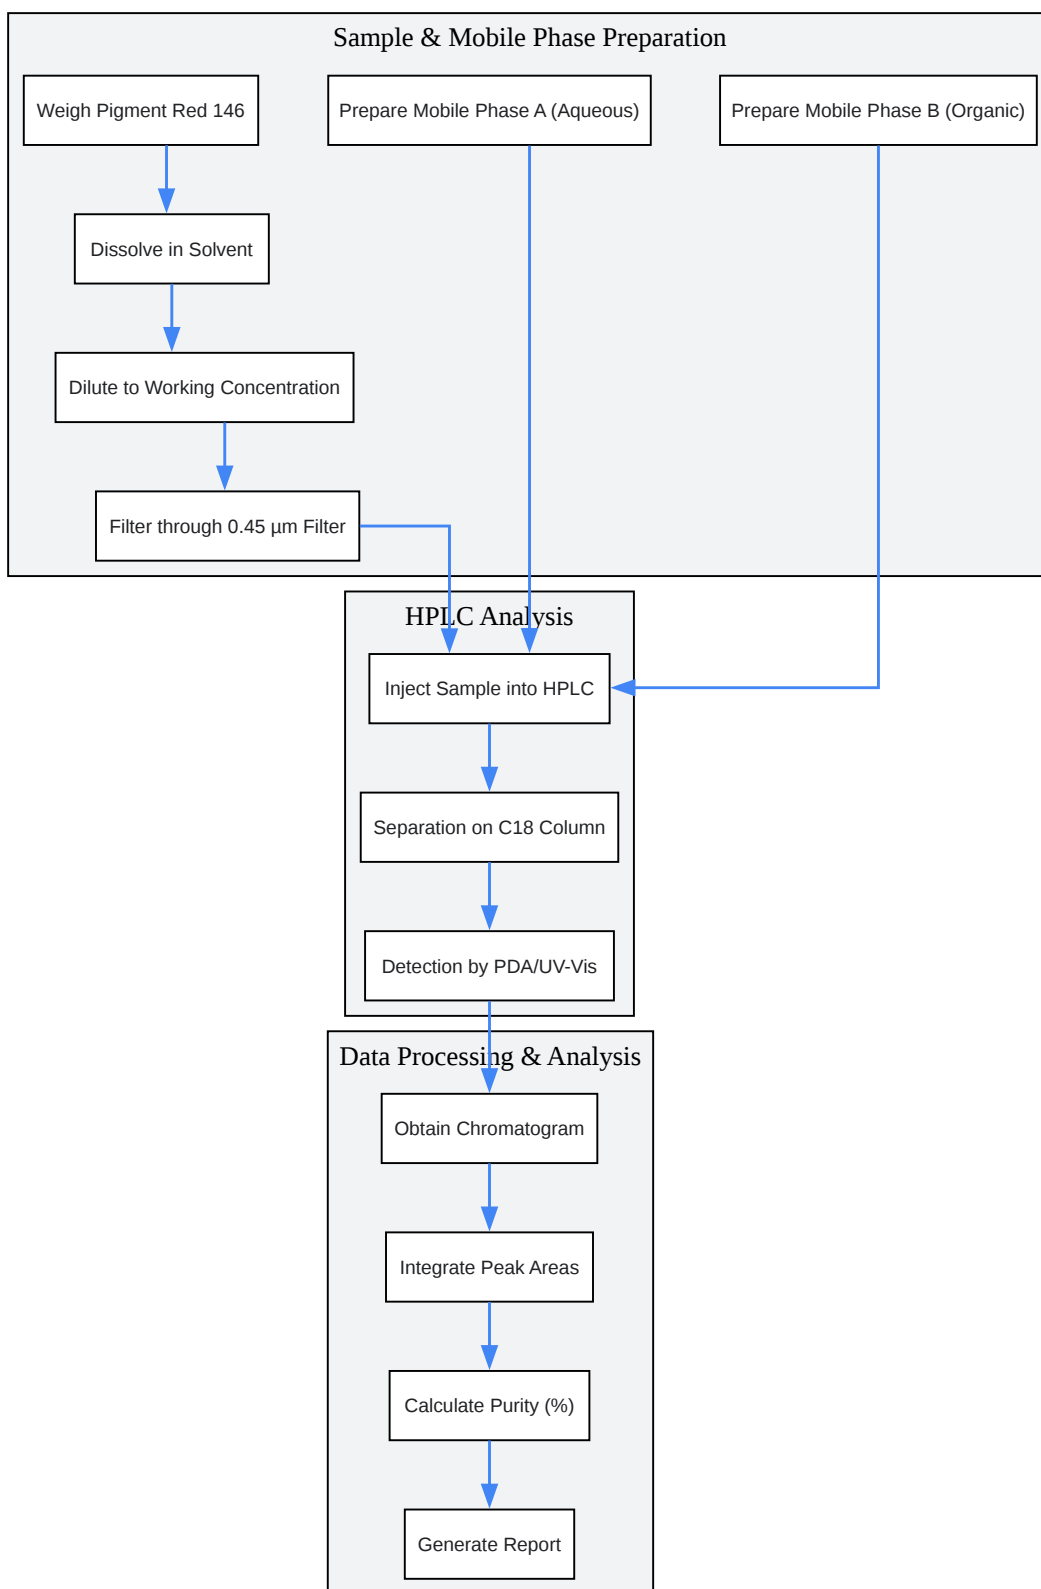 Sample & Mobile Phase Preparation
Weigh Pigment Red 146
Prepare Mobile Phase A (Aqueous)
Prepare Mobile Phase B (Organic)
Dissolve in Solvent
Dilute to Working Concentration
Filter through 0.45 µm Filter
HPLC Analysis
Inject Sample into HPLC
Separation on C18 Column
Detection by PDA/UV-Vis
Data Processing & Analysis
Obtain Chromatogram
Integrate Peak Areas
Calculate Purity (%)
Generate Report